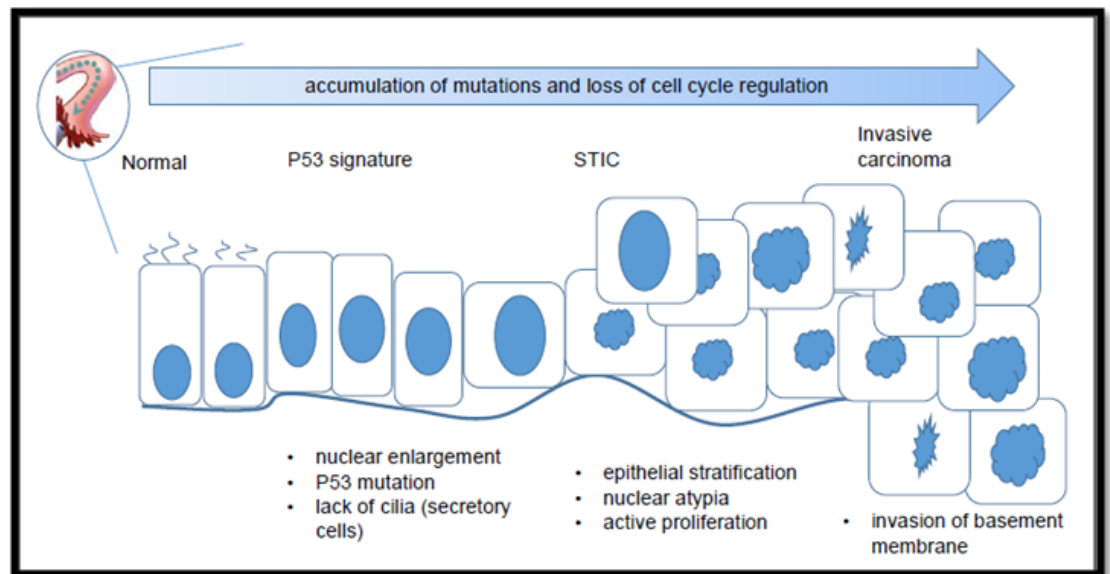 accumulation of mutations and loss of cell cycle regulation
Normal
P53 signature
STIC
Invasive
carcinoma
• nuclear enlargement
• P53 mutation
• lack of cilia (secretory
cells)
• epithelial stratification
• nuclear atypia
• active proliferation
• invasion of basement
membrane